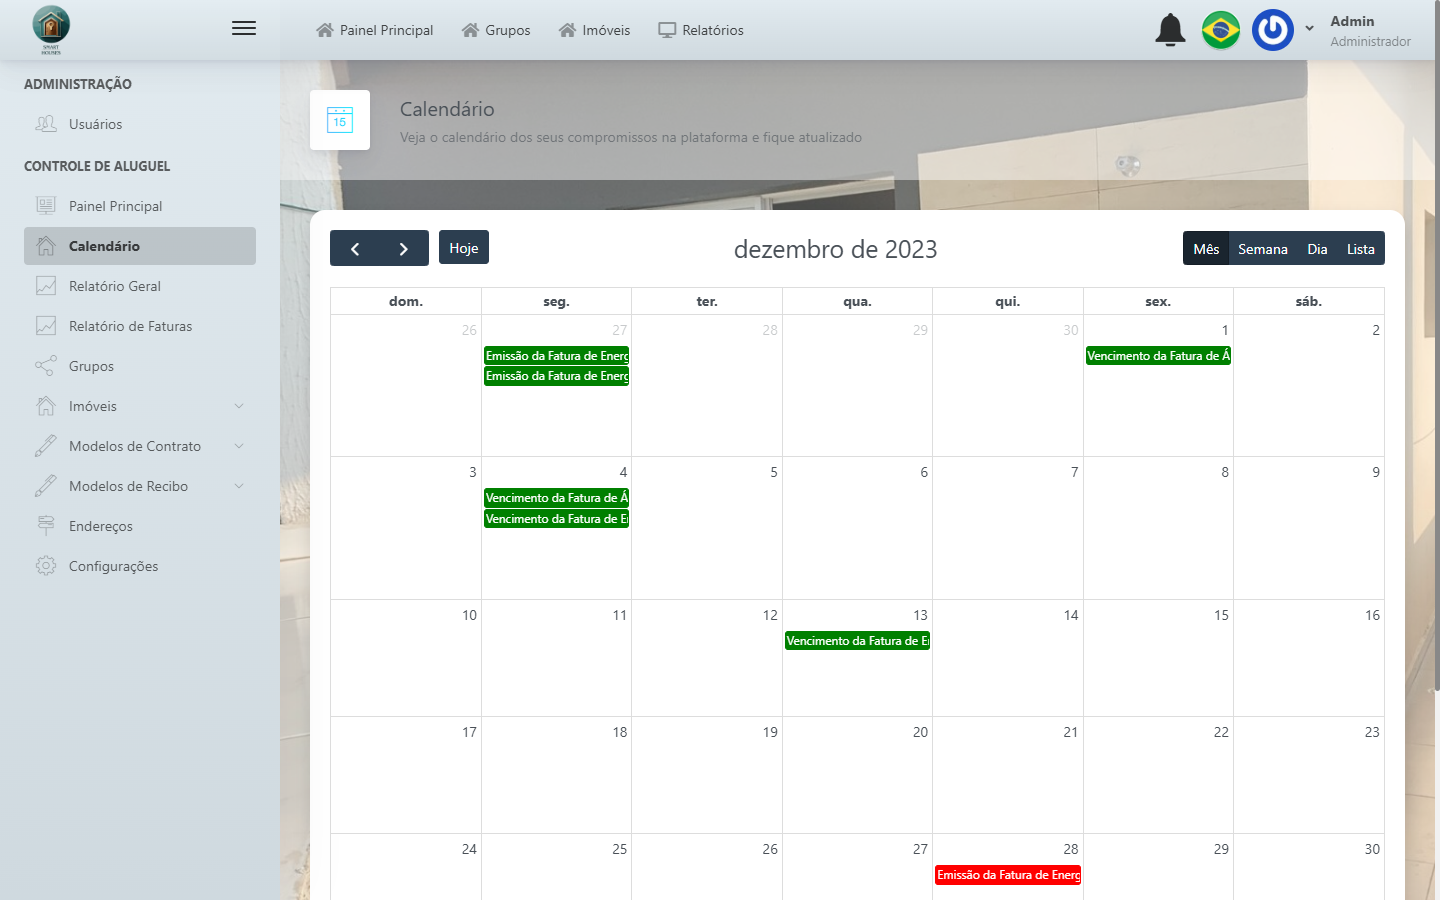 SMART
HOUSES
Painel Principal
Grupos
Imóveis
Relatórios
Admin
Administrador
ADMINISTRAÇÃO
Usuários
CONTROLE DE ALUGUEL
Painel Principal
Calendário
Relatório Geral
Relatório de Faturas
Grupos
Imóveis
Modelos de Contrato
Modelos de Recibo
Endereços
Configurações
15
Calendário
Veja o calendário dos seus compromissos na plataforma e fique atualizado
Hoje
dezembro de 2023
Mês Semana Dia Lista
dom. seg. ter. qua. qui. sex. sáb.
26 27 28 29 30 1 2
Emissão da Fatura de Energ
Emissão da Fatura de Energ
Vencimento da Fatura de Á
3 4 5 6 7 8 9
Vencimento da Fatura de Á
Vencimento da Fatura de E
10 11 12 13 14 15 16
Vencimento da Fatura de E
17 18 19 20 21 22 23
24 25 26 27 28 29 30
Emissão da Fatura de Energ